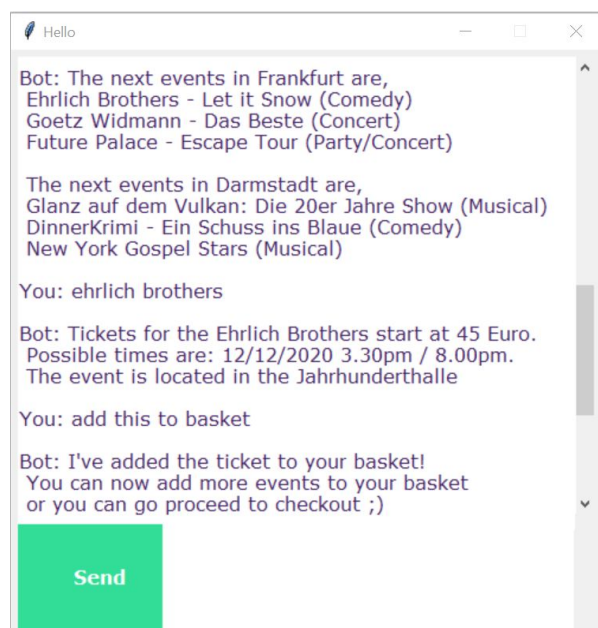 Hello
Bot: The next events in Frankfurt are,
Ehrlich Brothers - Let it Snow (Comedy)
Goetz Widmann - Das Beste (Concert)
Future Palace - Escape Tour (Party/Concert)
The next events in Darmstadt are,
Glanz auf dem Vulkan: Die 20er Jahre Show (Musical)
DinnerKrimi - Ein Schuss ins Blaue (Comedy)
New York Gospel Stars (Musical)
You: ehrlich brothers
Bot: Tickets for the Ehrlich Brothers start at 45 Euro.
Possible times are: 12/12/2020 3.30pm / 8.00pm.
The event is located in the Jahrhunderthalle
You: add this to basket
Bot: I've added the ticket to your basket!
You can now add more events to your basket
or you can go proceed to checkout ;)
Send